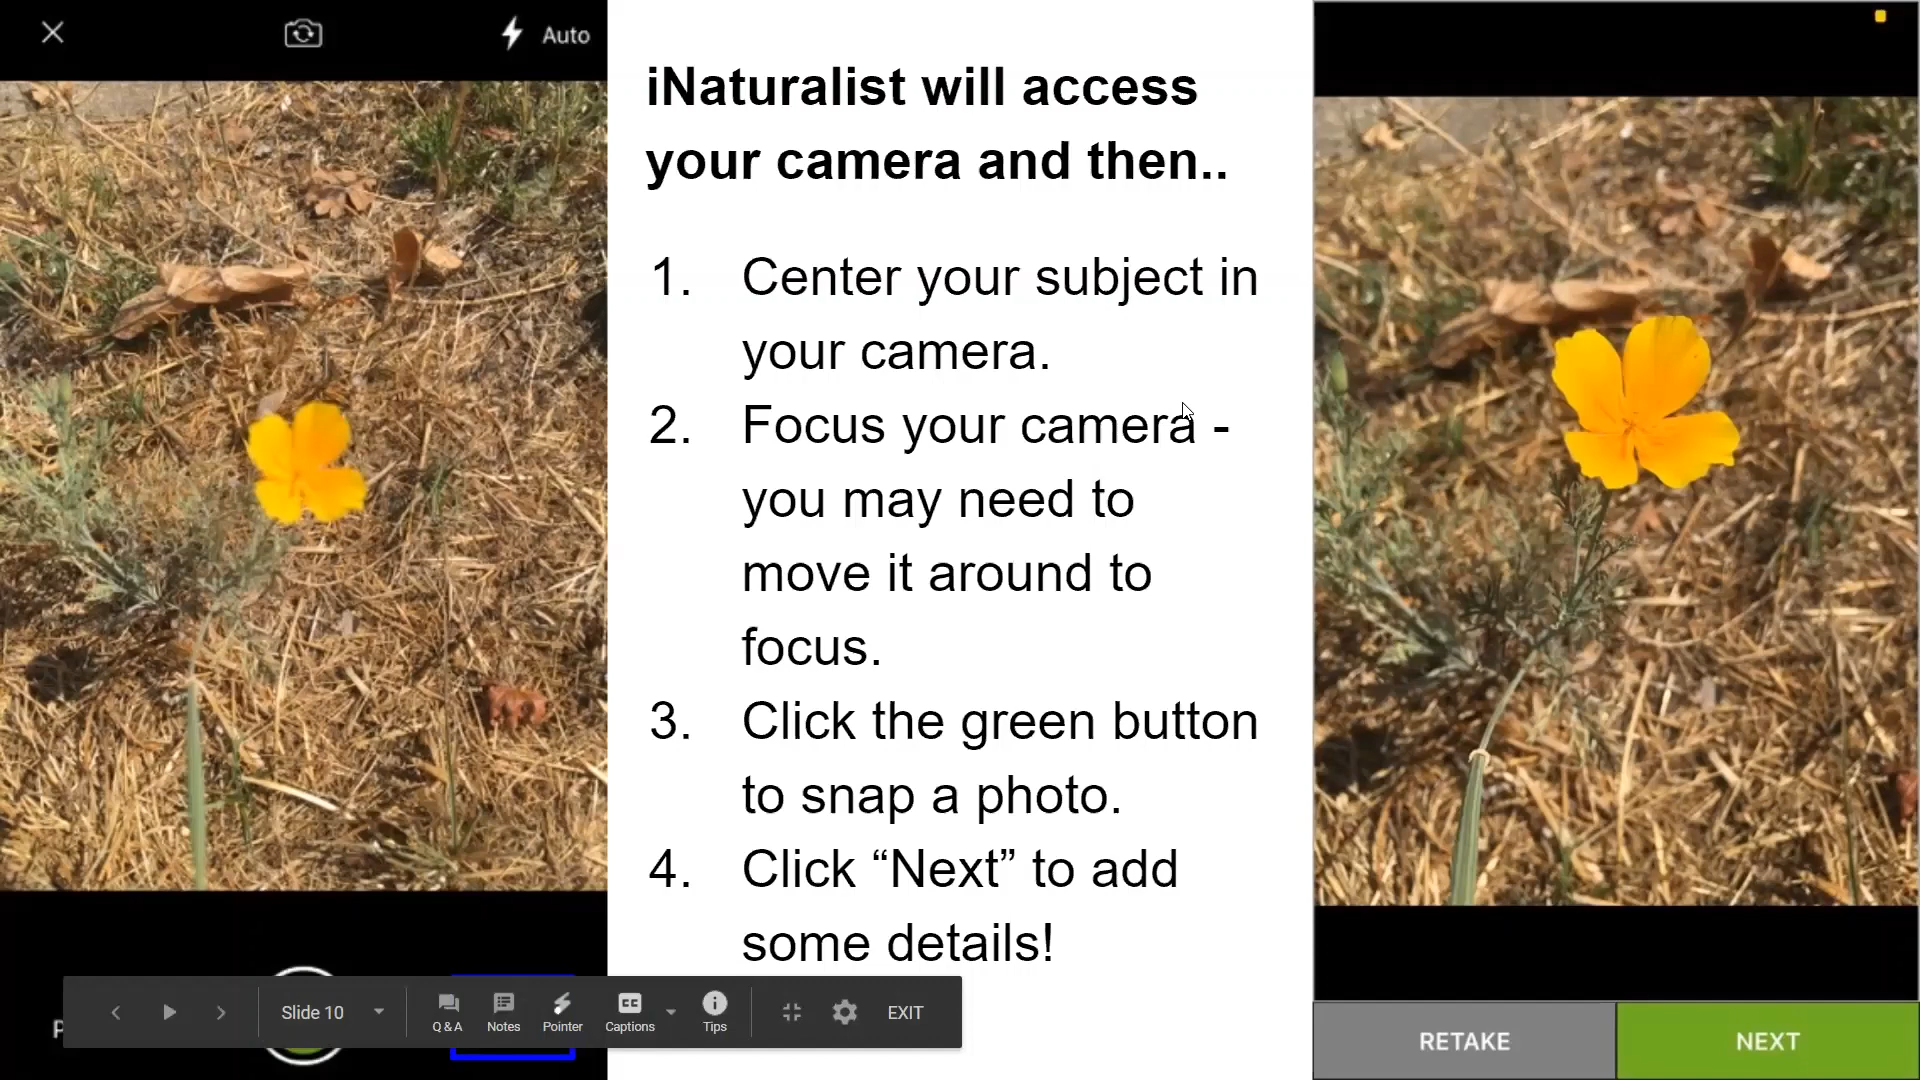 Auto
iNaturalist will access
your camera and then..
1. Center your subject in
your camera.
2. Focus your camera -
you may need to
move it around to
focus.
3. Click the green button
to snap a photo.
4. Click “Next” to add
some details!
Slide 10
Q & A
Notes
Pointer
CC
Captions
Tips
EXIT
RETAKE
NEXT